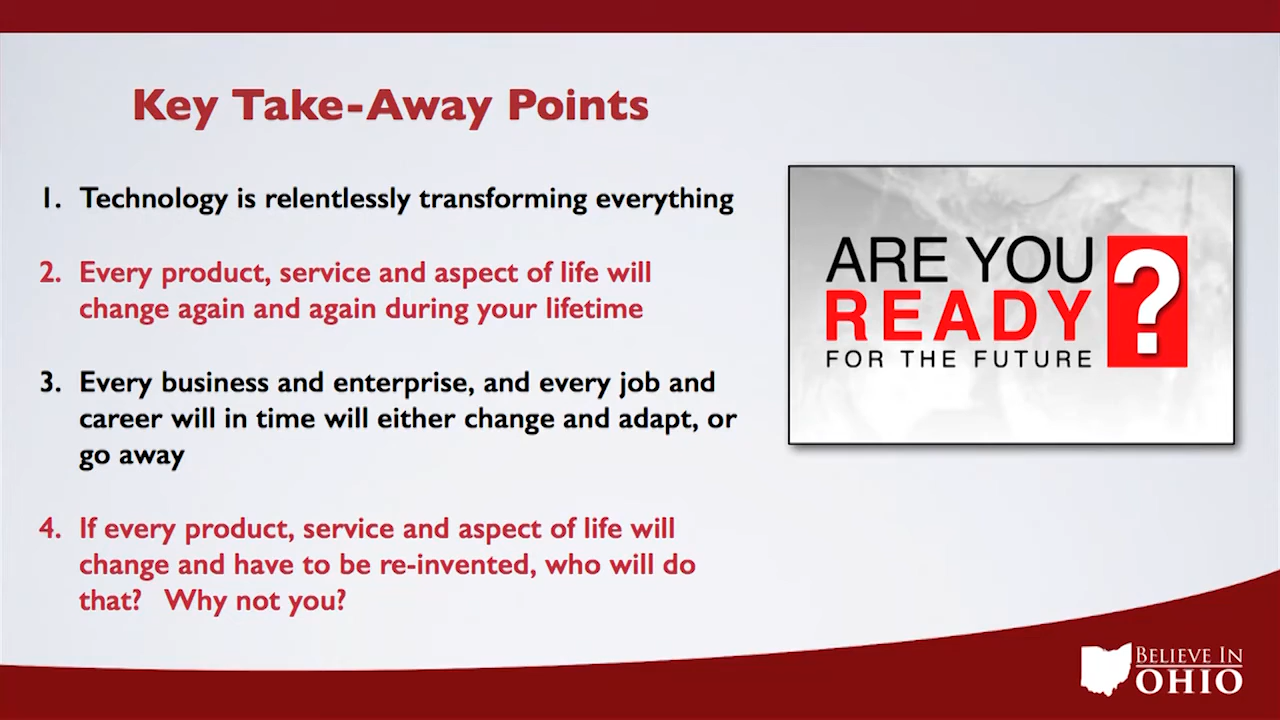 Key Take-Away Points
1. Technology is relentlessly transforming everything
2. Every product, service and aspect of life will
change again and again during your lifetime
3. Every business and enterprise, and every job and
career will in time will either change and adapt, or
go away
4. If every product, service and aspect of life will
change and have to be re-invented, who will do
that? Why not you?
ARE YOU
READY
?
FOR THE FUTURE
BELIEVE IN
OHIO